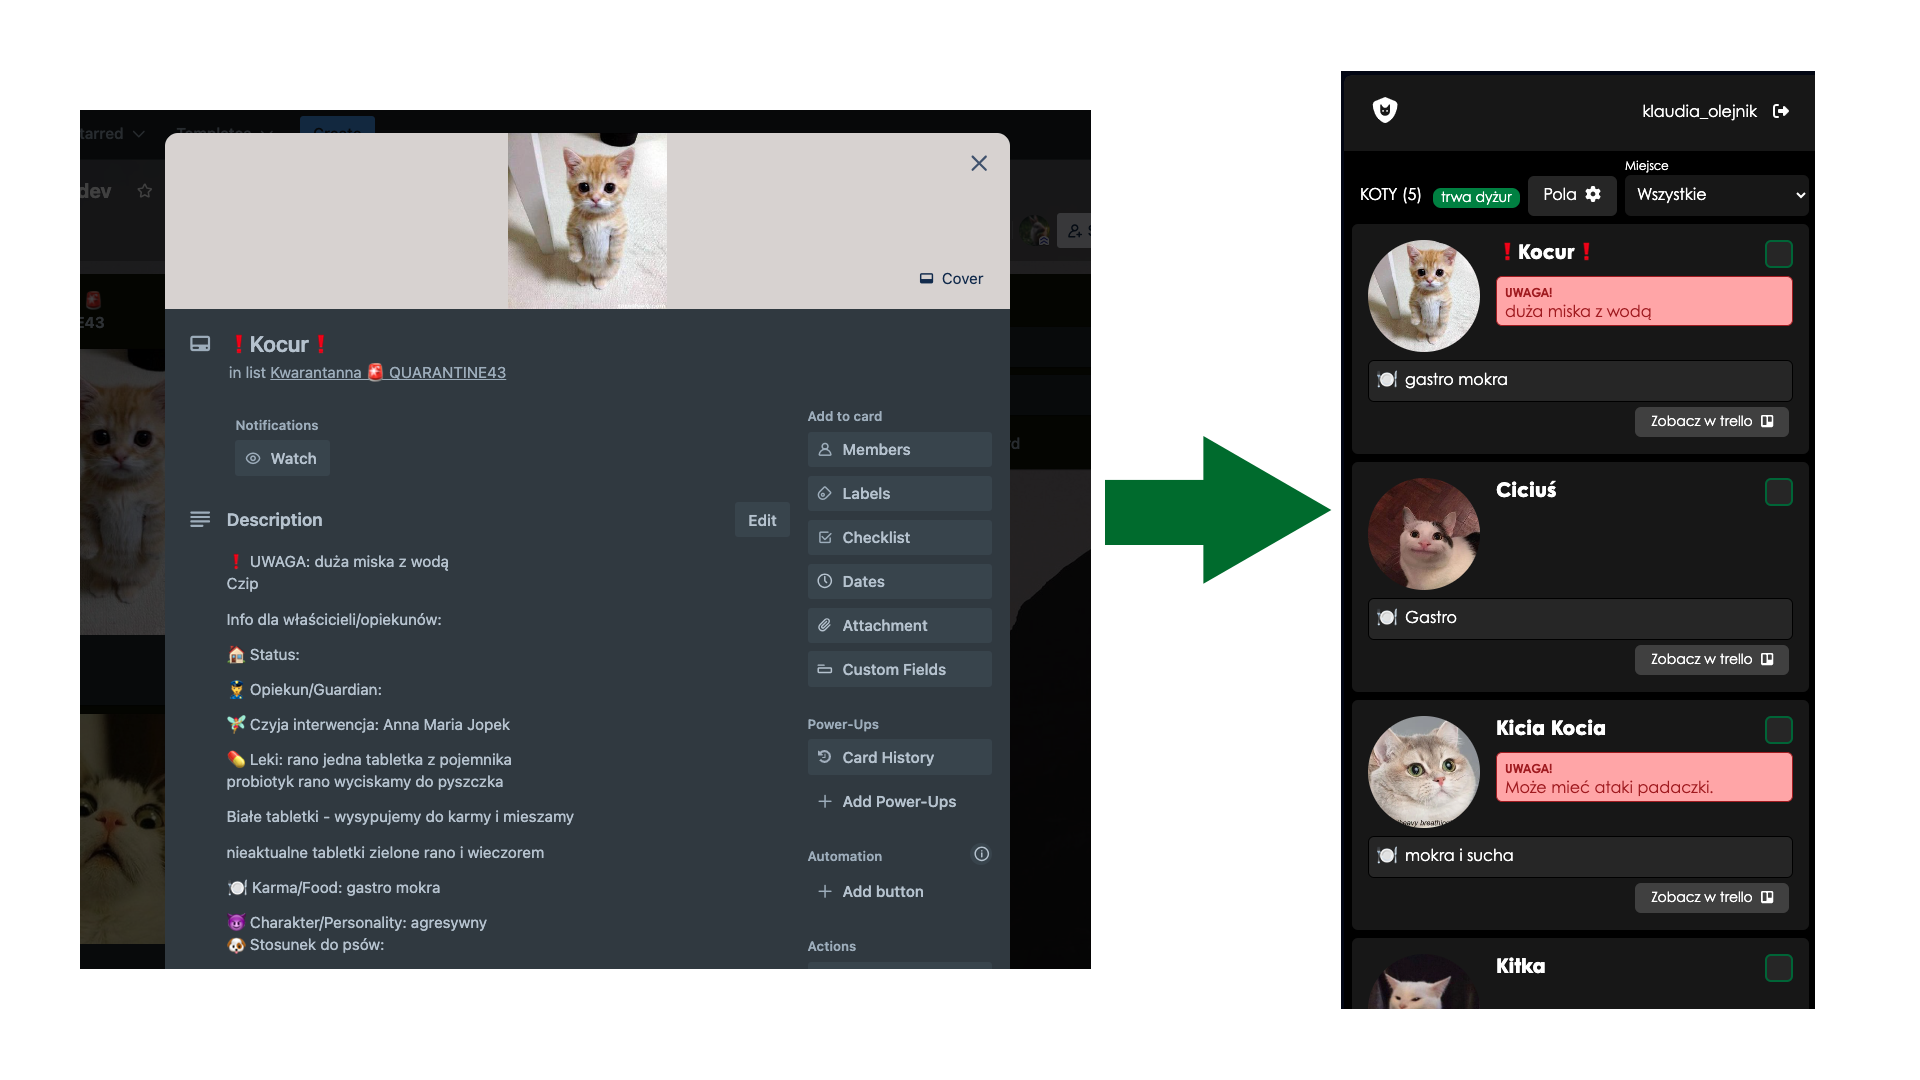 tarred
Templates
Create
dev
E43
Cover
❗Kocur❗
in list Kwarantanna 🚨 QUARANTINE43
Notifications
Watch
Description
Edit
❗ UWAGA: duża miska z wodą
Czip
Info dla właścicieli/opiekunów:
🏠 Status:
👮 Opiekun/Guardian:
🧚 Czyja interwencja: Anna Maria Jopek
💊 Leki: rano jedna tabletka z pojemnika
probiotyk rano wyciskamy do pyszczka
Białe tabletki - wysypujemy do karmy i mieszamy
nieaktualne tabletki zielone rano i wieczorem
🍽️ Karma/Food: gastro mokra
😈 Charakter/Personality: agresywny
🐶 Stosunek do psów:
Add to card
Members
Labels
Checklist
Dates
Attachment
Custom Fields
Power-Ups
Card History
Add Power-Ups
Automation
Add button
Actions
klaudia_olejnik
Miejsce
KOTY (5)
trwa dyżur
Pola
Wszystkie
❗Kocur❗
UWAGA!
duża miska z wodą
🍽️ gastro mokra
Zobacz w trello
Ciciuś
🍽️ Gastro
Zobacz w trello
Kicia Kocia
UWAGA!
Może mieć ataki padaczki.
heavy breathing
🍽️ mokra i sucha
Zobacz w trello
Kitka